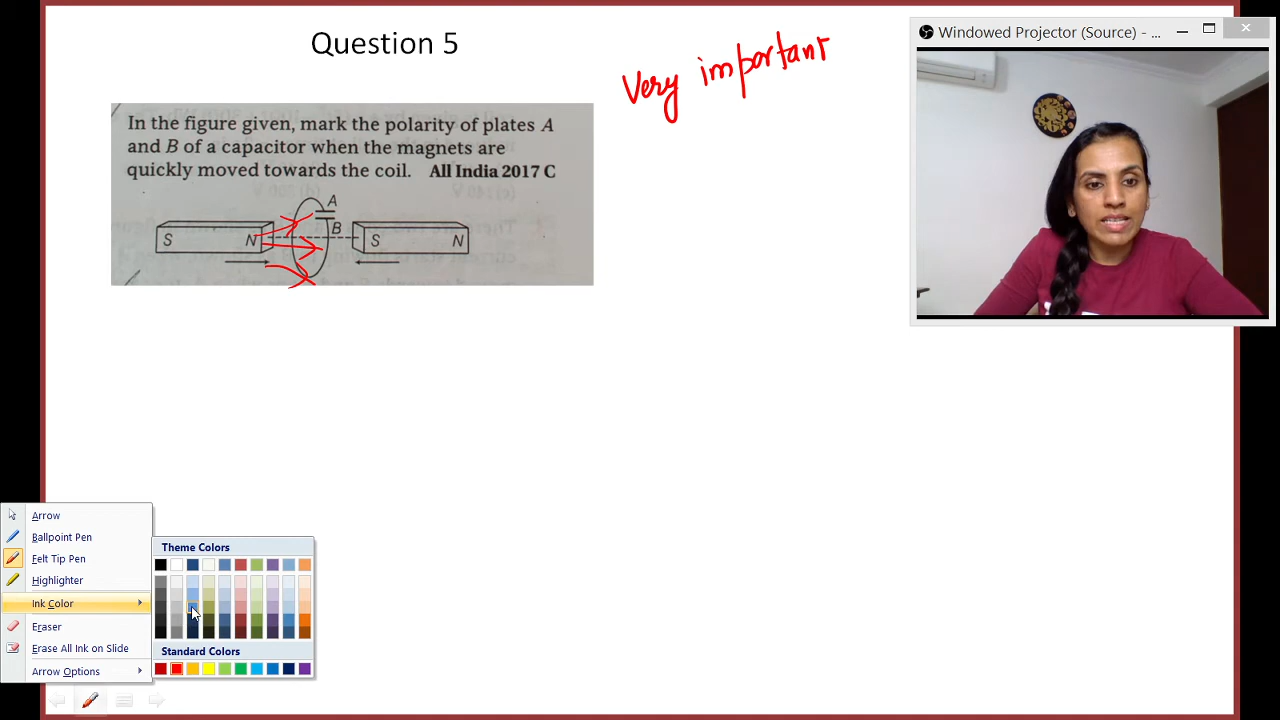 Question 5
Very important
Windowed Projector (Source) - ...
In the figure given, mark the polarity of plates A
and B of a capacitor when the magnets are
quickly moved towards the coil. All India 2017 C
A
B
S N S N
Arrow
Ballpoint Pen
Felt Tip Pen
Highlighter
Ink Color
Eraser
Erase All Ink on Slide
Arrow Options
Theme Colors
Standard Colors